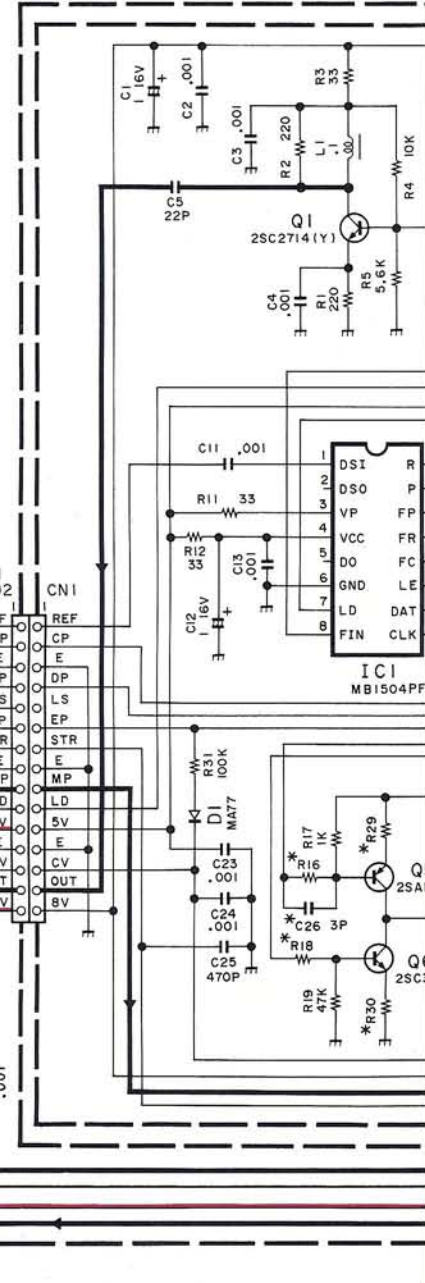 C1
1 16V
+
C2
.001
R3
33
C3
.001
R2
220
L1
.1
10K
R4
C5
22P
Q1
2SC2714(Y)
R5
5.6K
C4
.001
R1
220
C11 .001
R11 33
R12
33
C13
.001
C12
1 16V
+
1 DSI R
2 DSO P
3 VP FP
4 VCC FR
5 DO FC
6 GND LE
7 LD DAT
8 FIN CLK
IC1
MB1504PF
CN1
REF
CP
E
DP
LS
EP
STR
E
MP
LD
5V
E
CV
OUT
8V
R31
100K
D1
MA77
C23
.001
C24
.001
C25
470P
R17
1K
*R29
*R16
*C26 3P
*R18
R19
47K
*R30